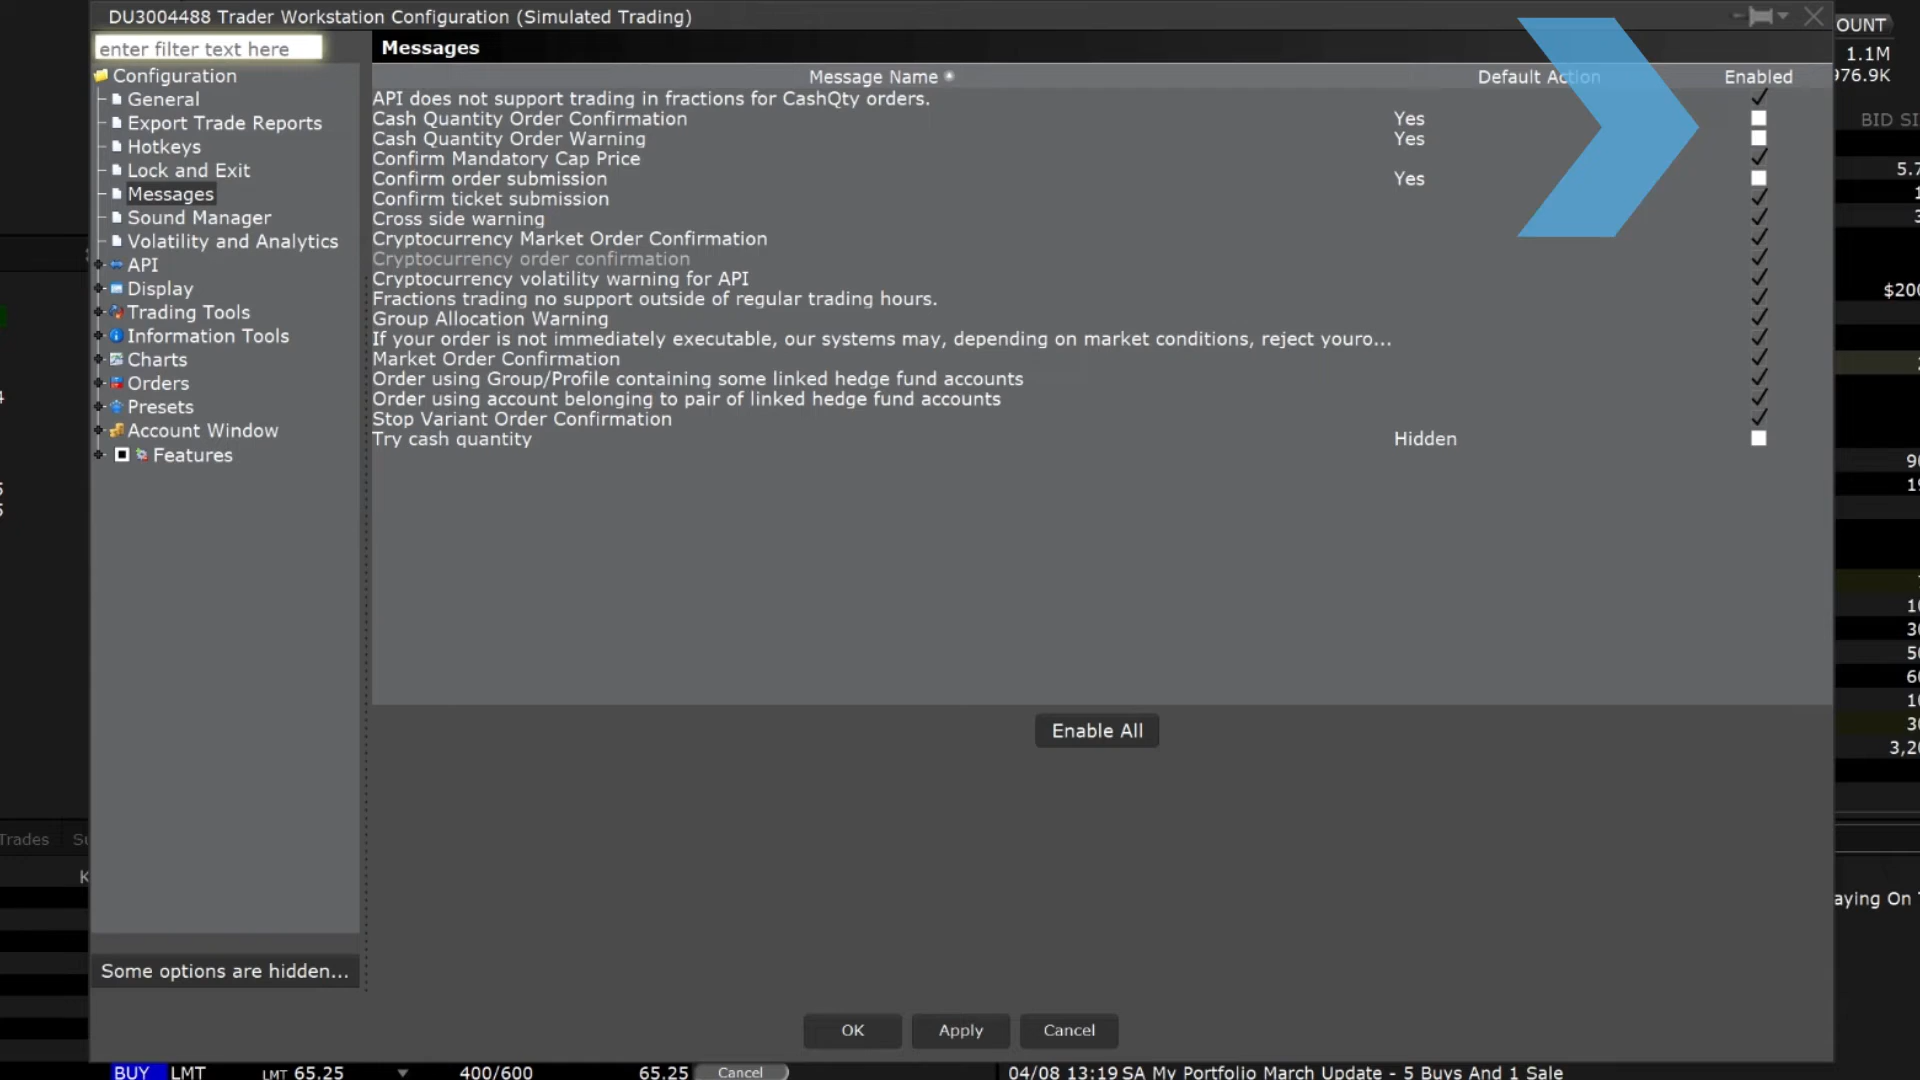 DU3004488 Trader Workstation Configuration (Simulated Trading)
OUNT
enter filter text here
Messages
1.1M
976.9K
Configuration
General
Export Trade Reports
Hotkeys
Lock and Exit
Messages
Sound Manager
Volatility and Analytics
API
Display
Trading Tools
Information Tools
Charts
Orders
Presets
Account Window
Features
Some options are hidden...
Message Name Default Action Enabled
API does not support trading in fractions for CashQty orders.
Cash Quantity Order Confirmation Yes
Cash Quantity Order Warning Yes
Confirm Mandatory Cap Price
Confirm order submission Yes
Confirm ticket submission
Cross side warning
Cryptocurrency Market Order Confirmation
Cryptocurrency order confirmation
Cryptocurrency volatility warning for API
Fractions trading no support outside of regular trading hours.
Group Allocation Warning
If your order is not immediately executable, our systems may, depending on market conditions, reject youro...
Market Order Confirmation
Order using Group/Profile containing some linked hedge fund accounts
Order using account belonging to pair of linked hedge fund accounts
Stop Variant Order Confirmation
Try cash quantity Hidden
Enable All
OK Apply Cancel
BID SI
5.7
$200
3,20
Trades
aying On
BUY LMT LMT 65.25 400/600 65.25 Cancel
04/08 13:19 SA My Portfolio March Update - 5 Buys And 1 Sale